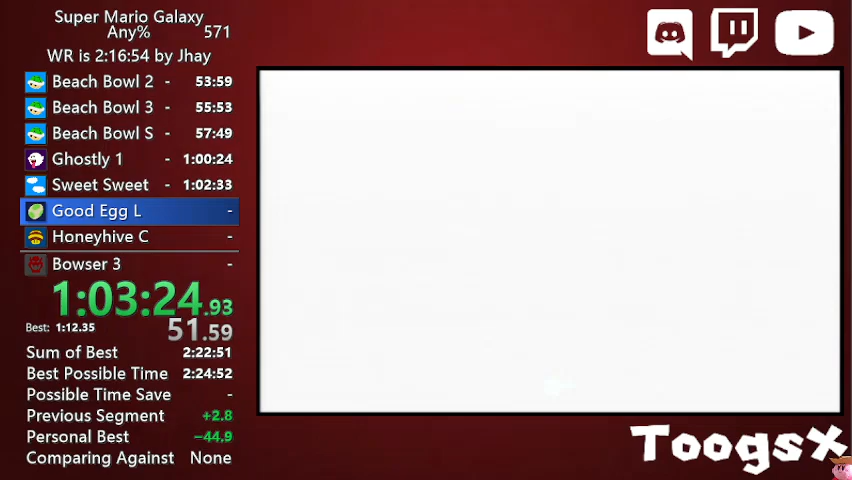 Super Mario Galaxy
Any% 571
WR is 2:16:54 by Jhay
Beach Bowl 2 - 53:59
Beach Bowl 3 - 55:53
Beach Bowl S - 57:49
Ghostly 1 - 1:00:24
Sweet Sweet - 1:02:33
Good Egg L -
Honeyhive C -
Bowser 3 -
1:03:24.93
Best: 1:12.35 51.59
Sum of Best 2:22:51
Best Possible Time 2:24:52
Possible Time Save -
Previous Segment +2.8
Personal Best −44.9
Comparing Against None
ToogsX